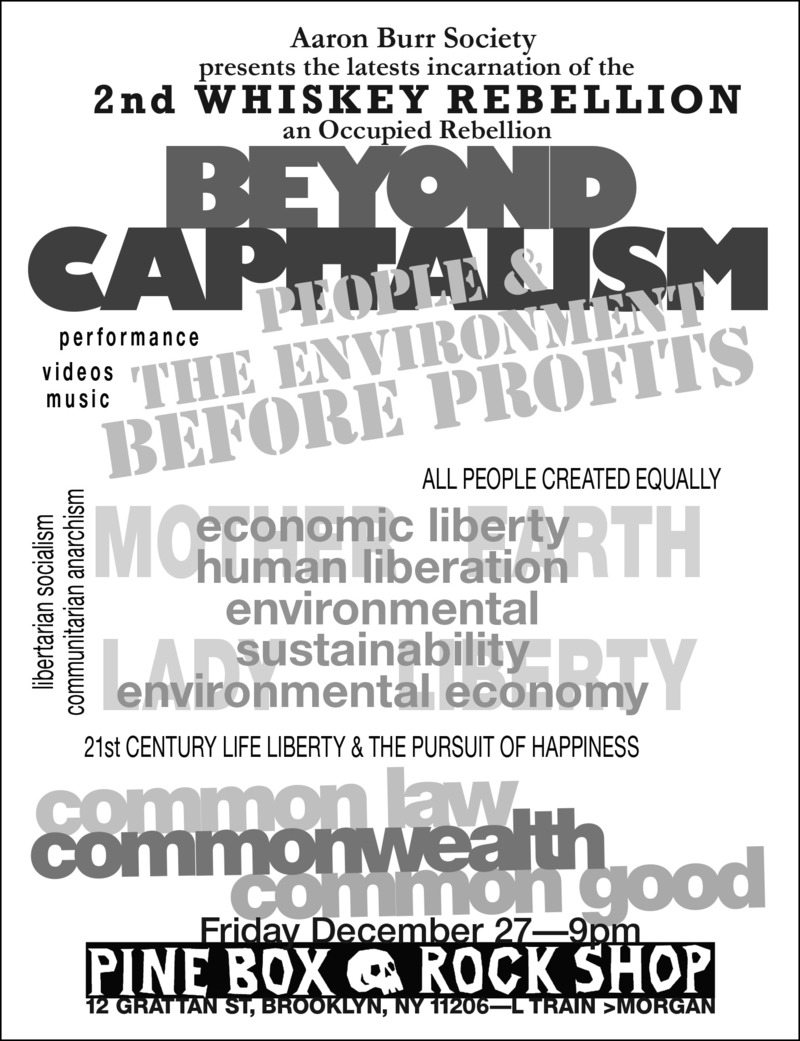 Aaron Burr Society
presents the latests incarnation of the
2nd WHISKEY REBELLION
an Occupied Rebellion
BEYOND
CAPITALISM
PEOPLE &
THE ENVIRONMENT
BEFORE PROFITS
performance
videos
music
ALL PEOPLE CREATED EQUALLY
libertarian socialism
communitarian anarchism
MOTHER EARTH
economic liberty
human liberation
environmental
sustainability
LADY LIBERTY
environmental economy
21st CENTURY LIFE LIBERTY & THE PURSUIT OF HAPPINESS
common law
commonwealth
common good
Friday December 27—9pm
PINE BOX ROCK SHOP
12 GRATTAN ST, BROOKLYN, NY 11206—L TRAIN >MORGAN